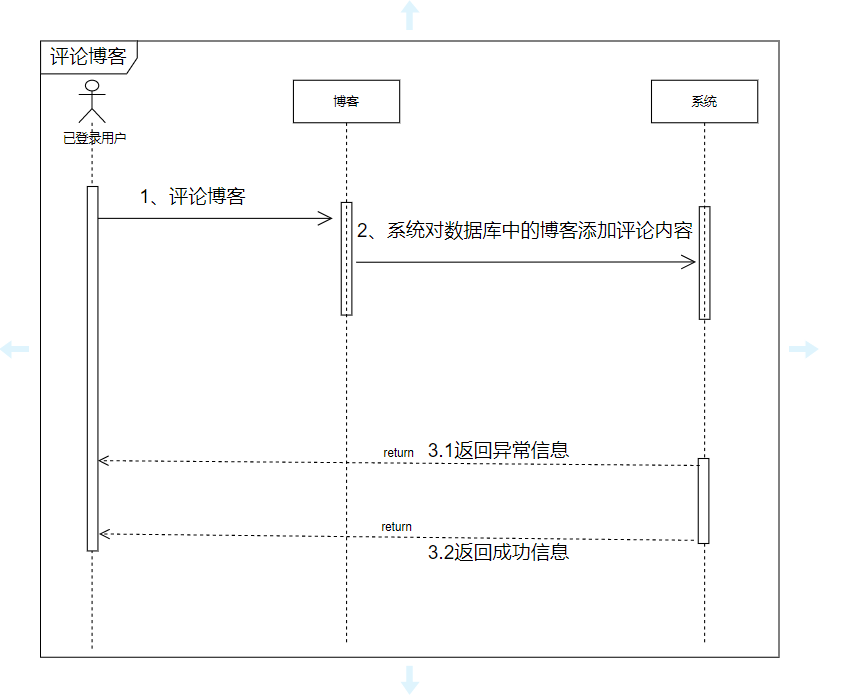 评论博客
博客
系统
已登录用户
1、评论博客
2、系统对数据库中的博客添加评论内容
return 3.1返回异常信息
return
3.2返回成功信息